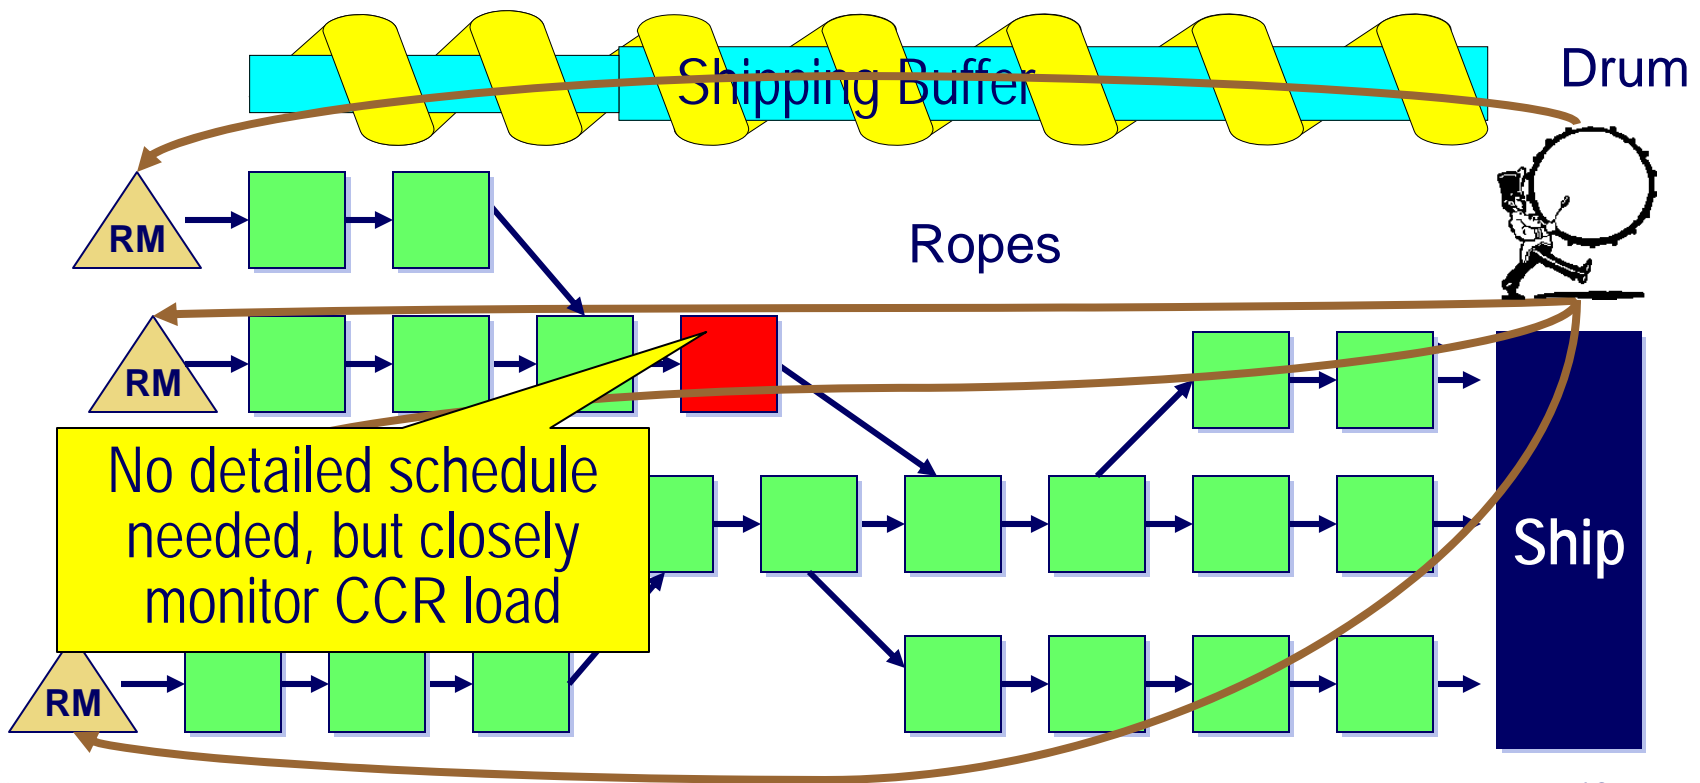 Shipping Buffer
Drum
RM
Ropes
RM
No detailed schedule
needed, but closely
monitor CCR load
Ship
RM